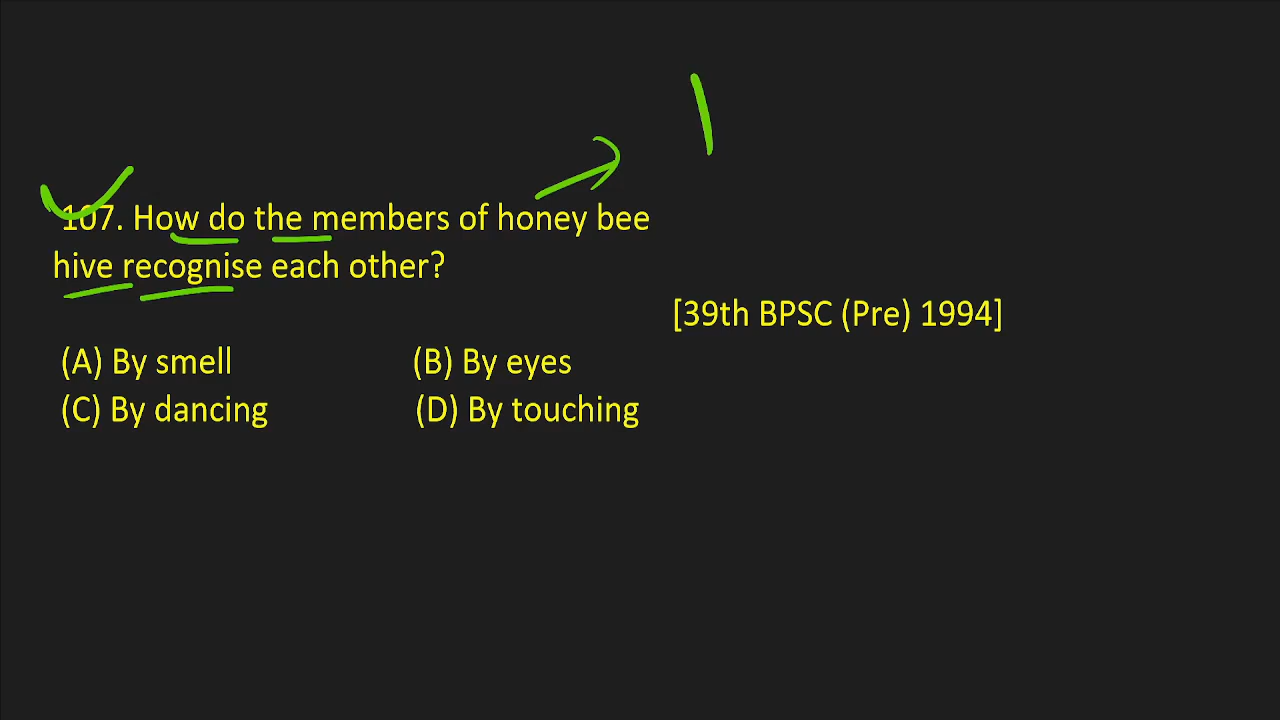 107. How do the members of honey bee
hive recognise each other?
[39th BPSC (Pre) 1994]
(A) By smell (B) By eyes
(C) By dancing (D) By touching